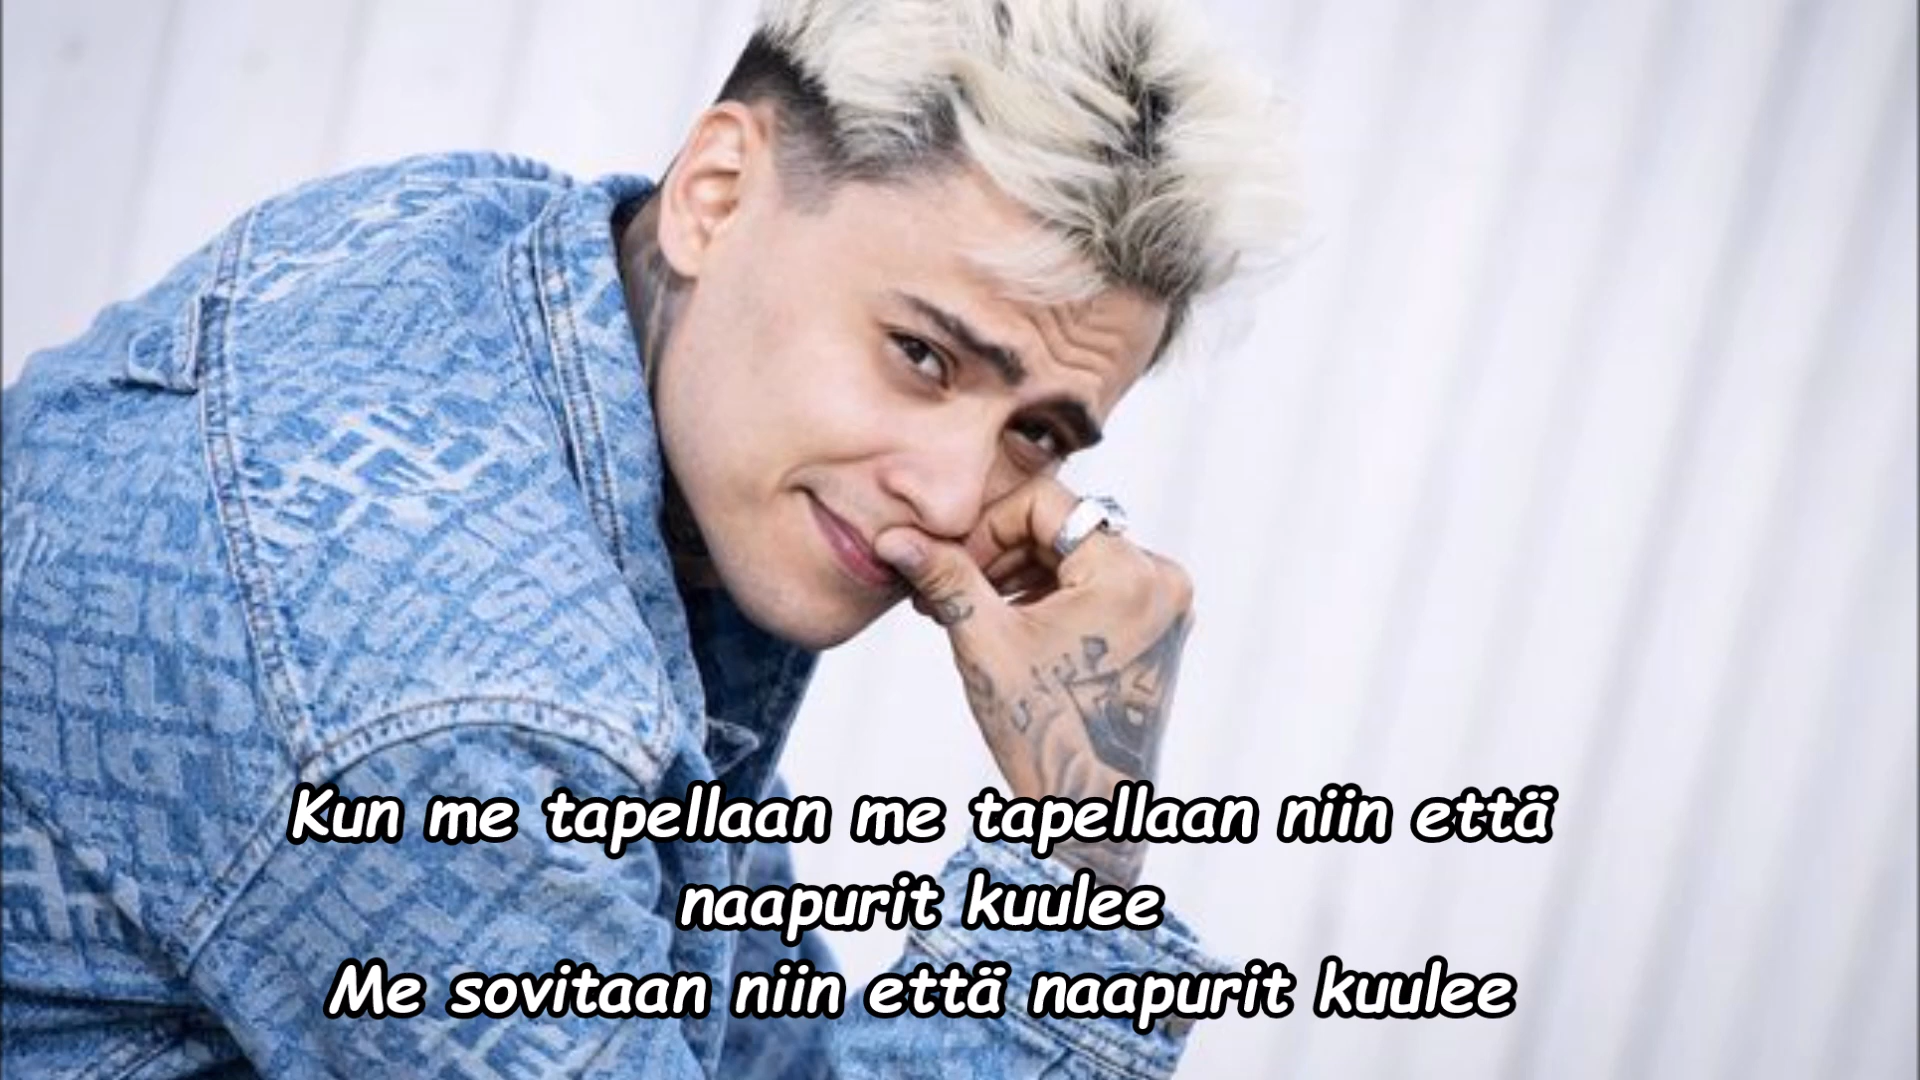 Kun me tapellaan me tapellaan niin että
naapurit kuulee
Me sovitaan niin että naapurit kuulee